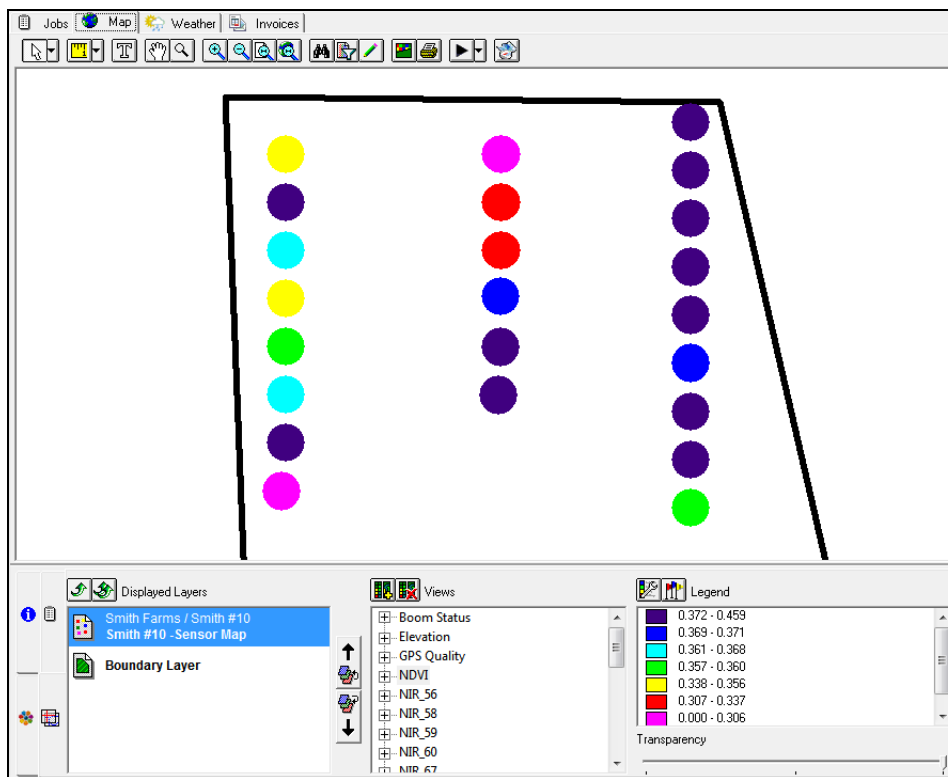 Jobs Map Weather Invoices
T
Displayed Layers
Smith Farms / Smith #10
Smith #10 -Sensor Map
Boundary Layer
Views
Boom Status
Elevation
GPS Quality
NDVI
NIR_56
NIR_58
NIR_59
NIR_60
NIR_67
Legend
0.372 - 0.459
0.369 - 0.371
0.361 - 0.368
0.357 - 0.360
0.338 - 0.356
0.307 - 0.337
0.000 - 0.306
Transparency